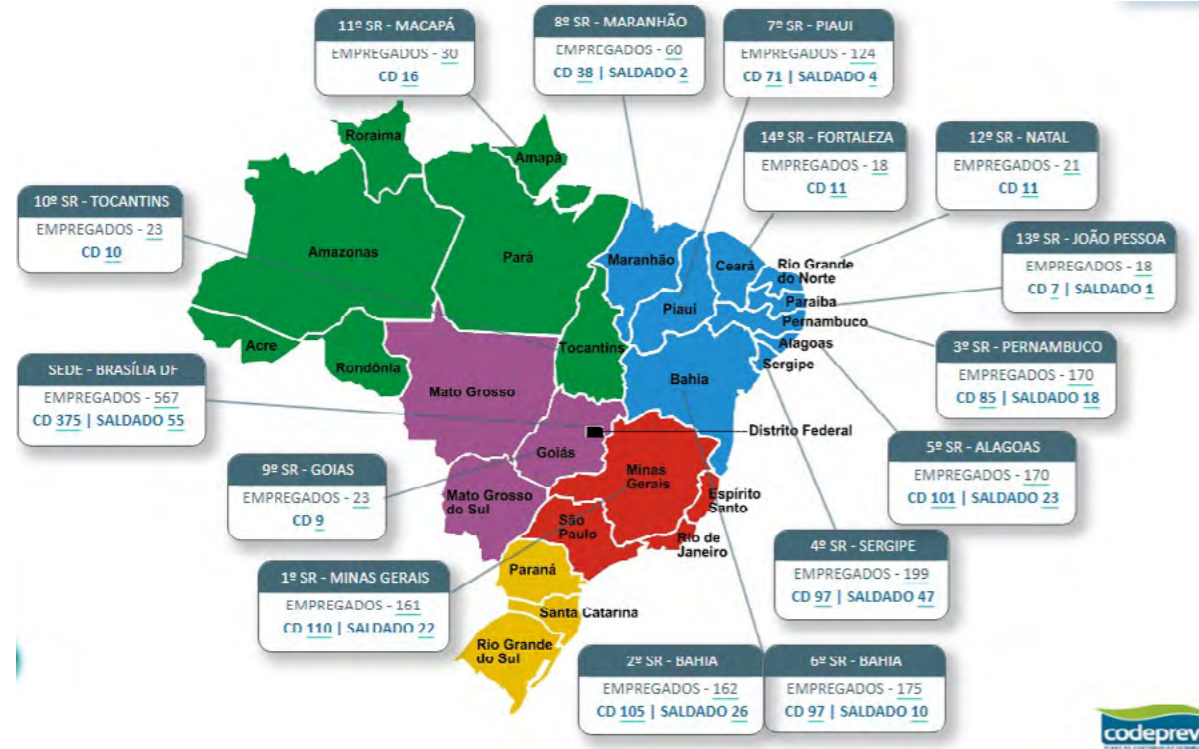 11º SR - MACAPÁ
EMPREGADOS - 30
CD 16
8º SR - MARANHÃO
EMPREGADOS - 60
CD 38 | SALDADO 2
7º SR - PIAUI
EMPREGADOS - 124
CD 71 | SALDADO 4
14º SR - FORTALEZA
EMPREGADOS - 18
CD 11
12º SR - NATAL
EMPREGADOS - 21
CD 11
10º SR - TOCANTINS
EMPREGADOS - 23
CD 10
13º SR - JOÃO PESSOA
EMPREGADOS - 18
CD 7 | SALDADO 1
SEDE - BRASÍLIA DF
EMPREGADOS - 567
CD 375 | SALDADO 55
3º SR - PERNAMBUCO
EMPREGADOS - 170
CD 85 | SALDADO 18
9º SR - GOIAS
EMPREGADOS - 23
CD 9
5º SR - ALAGOAS
EMPREGADOS - 170
CD 101 | SALDADO 23
1º SR - MINAS GERAIS
EMPREGADOS - 161
CD 110 | SALDADO 22
4º SR - SERGIPE
EMPREGADOS - 199
CD 97 | SALDADO 47
2º SR - BAHIA
EMPREGADOS - 162
CD 105 | SALDADO 26
6º SR - BAHIA
EMPREGADOS - 175
CD 97 | SALDADO 10
Roraima
Amapá
Amazonas
Pará
Maranhão
Ceará
Rio Grande
do Norte
Paraíba
Piauí
Pernambuco
Acre
Rondônia
Tocantins
Alagoas
Sergipe
Mato Grosso
Bahia
Distrito Federal
Goiás
Minas
Gerais
Mato Grosso
do Sul
Espírito
Santo
São
Paulo
Rio de
Janeiro
Paraná
Santa Catarina
Rio Grande
do Sul
codeprev